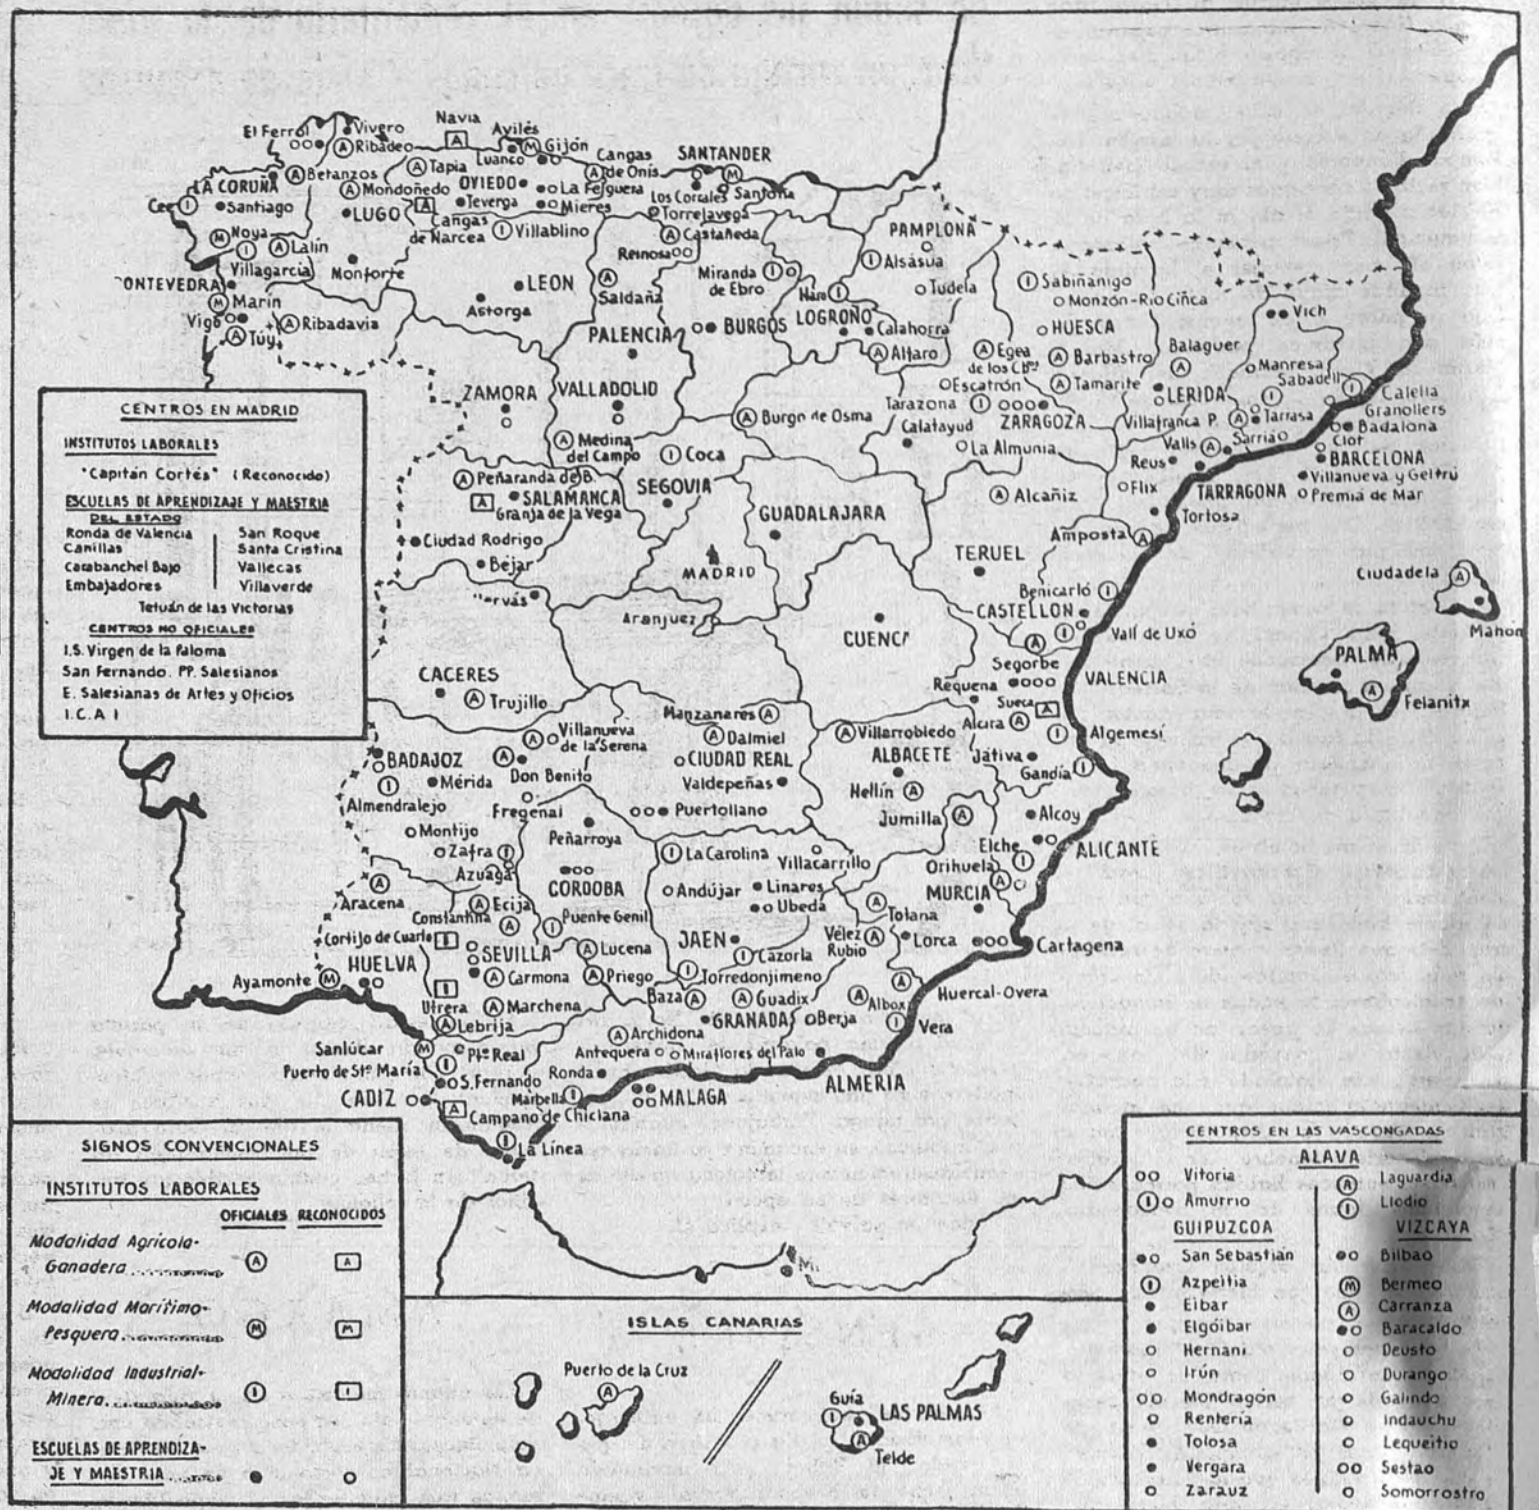 Navia
El Ferrol
Vivero
Avilés
Gijón
Ribadeo
Luanco
Cangas
de Onís
SANTANDER
Tapia
Betanzos
LA CORUÑA
Mondoñedo
OVIEDO
La Felguera
Los Corrales
Santoña
Cee
Santiago
LUGO
Teverga
Mieres
Torrelavega
Cangas
de Narcea
Villablino
Castañeda
PAMPLONA
Noya
Lalín
Reinosa
Villagarcía
Monforte
Miranda
de Ebro
Alsásua
Sabiñánigo
ONTEVEDRA
LEON
Saldaña
Haro
Tudela
Monzón-Rio Cinca
Marín
Astorga
Vich
Vigo
Ribadavia
PALENCIA
BURGOS
LOGROÑO
Calahorra
HUESCA
Túy
Alfaro
Egea
de los Cbos
Barbastro
Balaguer
Manresa
Sabadell
Escatrón
Tamarite
LERIDA
Calella
Granollers
ZAMORA
VALLADOLID
Tarazona
ZARAGOZA
Villafranca P.
Tarrasa
Badalona
Burgo de Osma
Calatayud
Medina
del Campo
Coca
La Almunia
Valls
Sarriá
Clot
BARCELONA
Reus
Peñaranda de B.
SEGOVIA
Villanueva y Geltrú
SALAMANCA
Granja de la Vega
Alcañiz
Flix
TARRAGONA
Premiá de Mar
GUADALAJARA
Tortosa
Ciudad Rodrigo
Amposta
Béjar
MADRID
TERUEL
Ciudadela
Benicarló
ervás
Aranjuez
CASTELLON
Mahón
CUENCA
Vall de Uxó
Segorbe
PALMA
CACERES
Requena
VALENCIA
Trujillo
Sueca
Felanitx
Manzanares
Alcira
Villanueva
de la Serena
Dalmiel
Villarrobledo
Algemesí
BADAJOZ
CIUDAD REAL
ALBACETE
Játiva
Mérida
Don Benito
Valdepeñas
Gandía
Almendralejo
Hellín
Fregenal
Puertollano
Jumilla
Alcoy
Montijo
Peñarroya
Elche
ALICANTE
Zafra
La Carolina
Villacarrillo
Orihuela
Azuaga
CORDOBA
Andújar
Linares
MURCIA
Aracena
Ubeda
Ecija
Totana
Constantina
Puente Genil
Cortijo de Cuarto
JAEN
Vélez
Rubio
Lorca
Cartagena
SEVILLA
Lucena
Cazorla
HUELVA
Ayamonte
Carmona
Priego
Torredonjimeno
Utrera
Marchena
Baza
Guadix
Albox
Huercal-Overa
Lebrija
GRANADA
Berja
Vera
Archidona
Sanlúcar
Pto Real
Antequera
Miraflores del Palo
Puerto de Sta María
S. Fernando
Ronda
ALMERIA
CADIZ
Marbella
MALAGA
Campano de Chiclana
La Línea
M.
CENTROS EN MADRID
INSTITUTOS LABORALES
"Capitán Cortés" (Reconocido)
ESCUELAS DE APRENDIZAJE Y MAESTRIA
DEL ESTADO
Ronda de Valencia San Roque
Canillas Santa Cristina
Carabanchel Bajo Vallecas
Embajadores Villaverde
Tetuán de las Victorias
CENTROS NO OFICIALES
I.S. Virgen de la Paloma
San Fernando. PP. Salesianos
E. Salesianas de Artes y Oficios
I.C.A I
SIGNOS CONVENCIONALES
INSTITUTOS LABORALES
OFICIALES RECONOCIDOS
Modalidad Agrícola-
Ganadera A A
Modalidad Marítimo-
Pesquera M M
Modalidad Industrial-
Minera I I
ESCUELAS DE APRENDIZA-
JE Y MAESTRIA
ISLAS CANARIAS
Puerto de la Cruz
Guía
LAS PALMAS
Telde
CENTROS EN LAS VASCONGADAS
ALAVA
Vitoria A Laguardia
I Amurrio I Llodio
GUIPUZCOA VIZCAYA
San Sebastián Bilbao
I Azpeitia M Bermeo
Eibar A Carranza
Elgóibar Baracaldo
Hernani Deusto
Irún Durango
Mondragón Galindo
Rentería Indauchu
Tolosa Lequeitio
Vergara Sestao
Zarauz Somorrostro